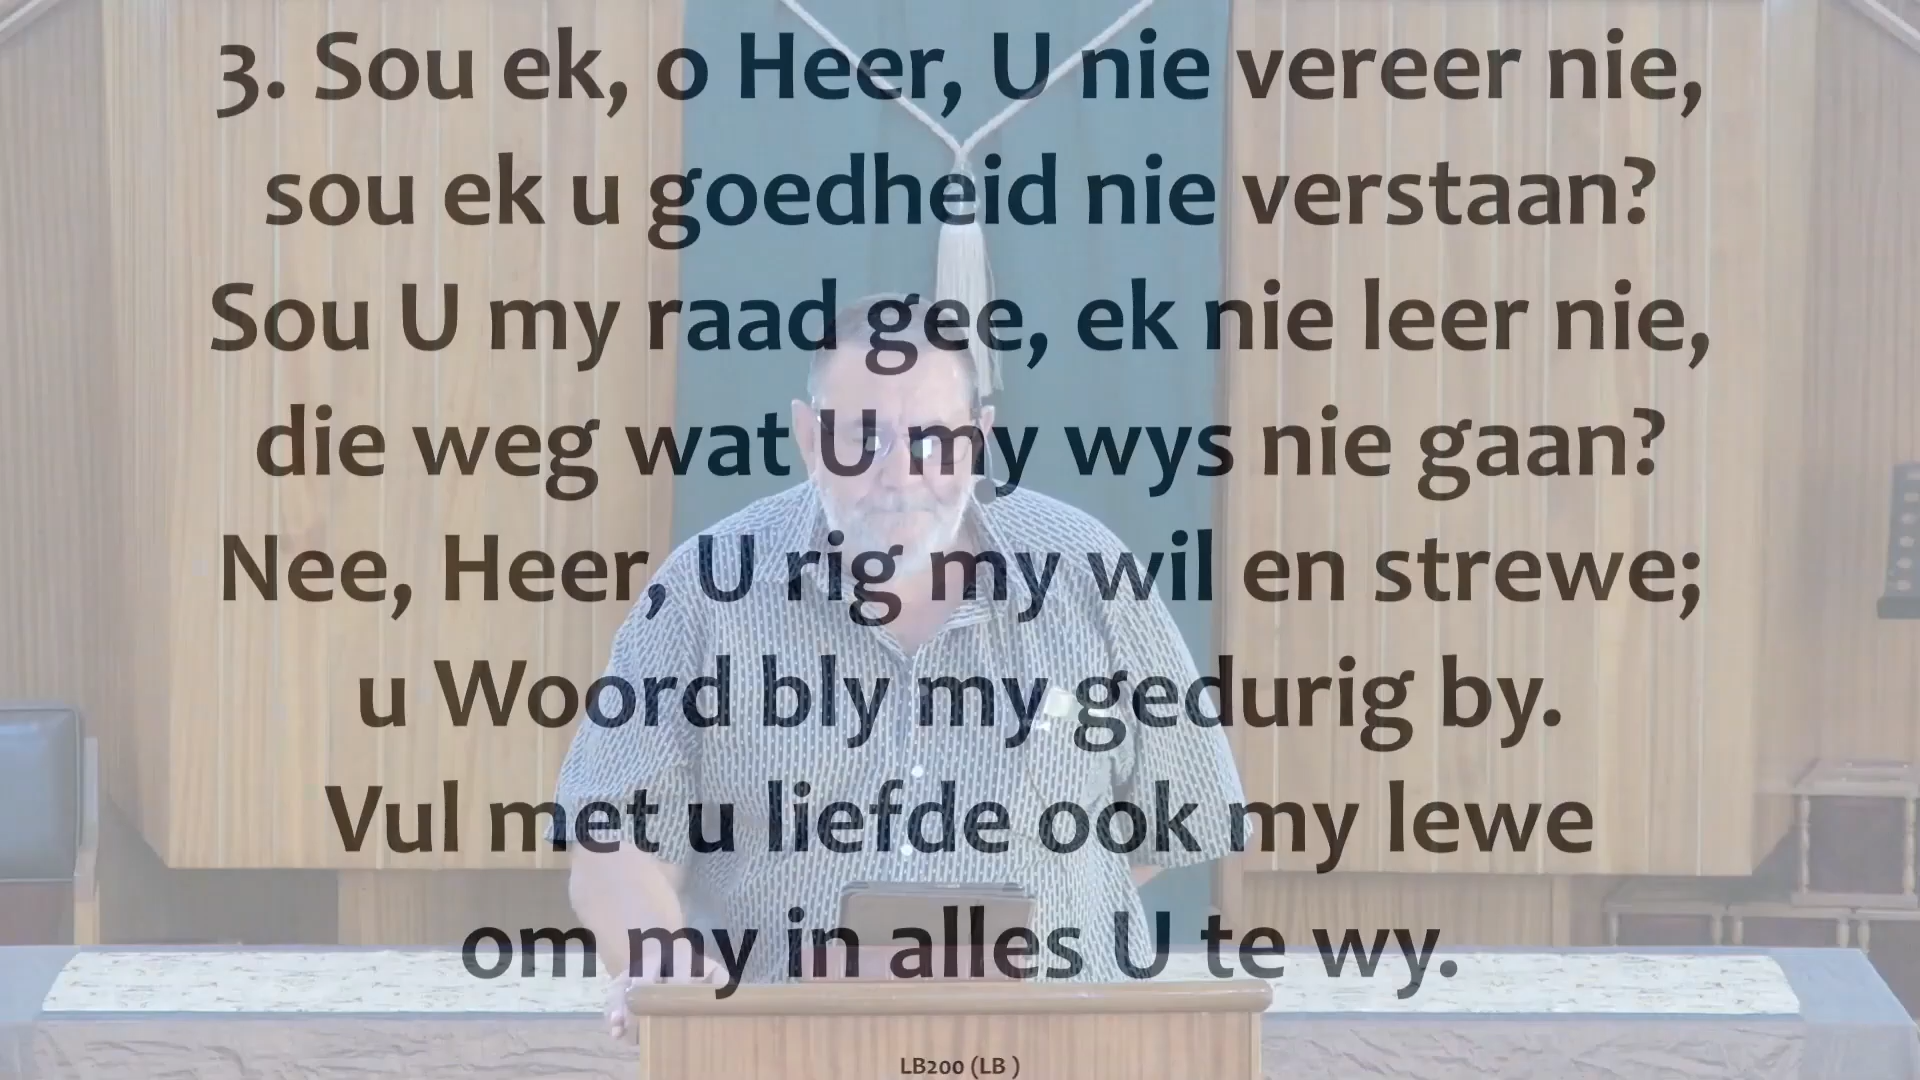 3. Sou ek, o Heer, U nie vereer nie,
sou ek u goedheid nie verstaan?
Sou U my raad gee, ek nie leer nie,
die weg wat U my wys nie gaan?
Nee, Heer, U rig my wil en strewe;
u Woord bly my gedurig by.
Vul met u liefde ook my lewe
om my in alles U te wy.
LB200 (LB )